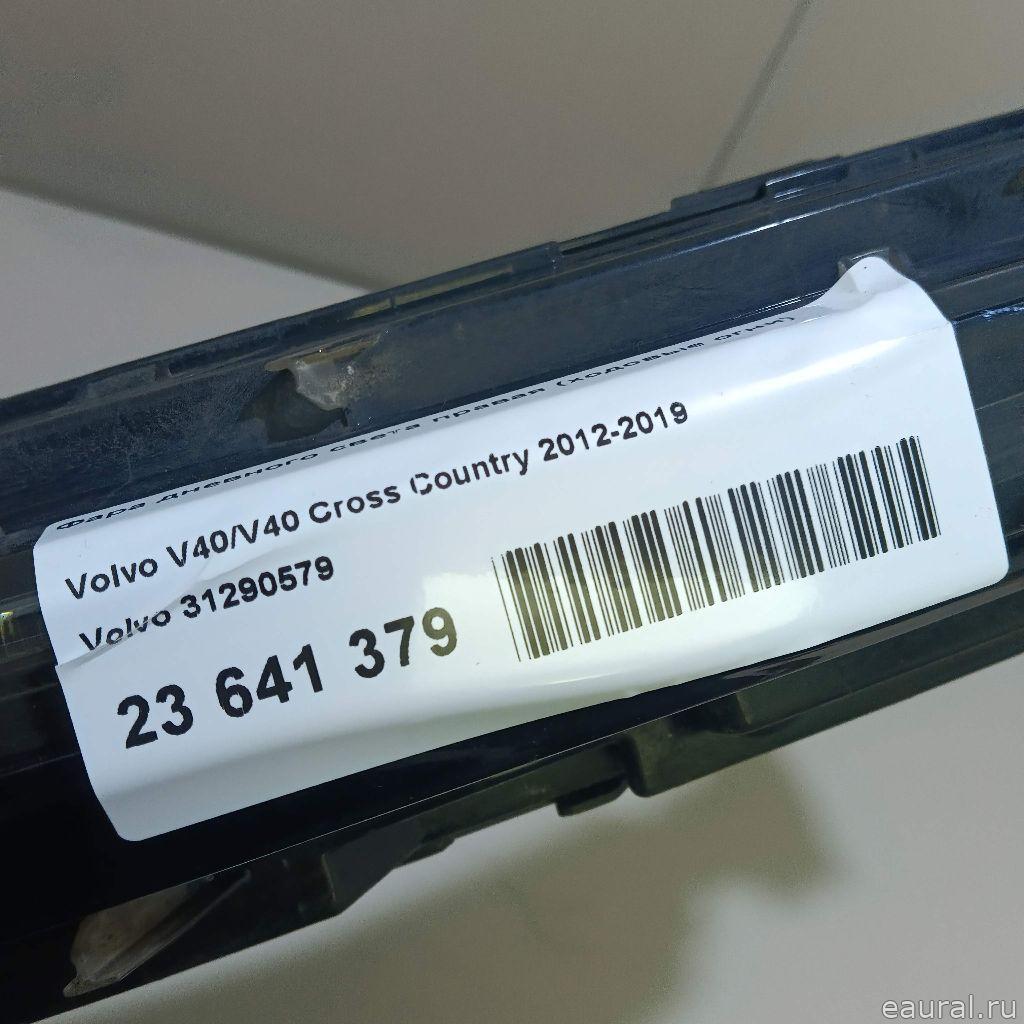 Фара дневного света правая (ходовые огни)
Volvo V40/V40 Cross Country 2012-2019
Volvo 31290579
23 641 379
eaural.ru